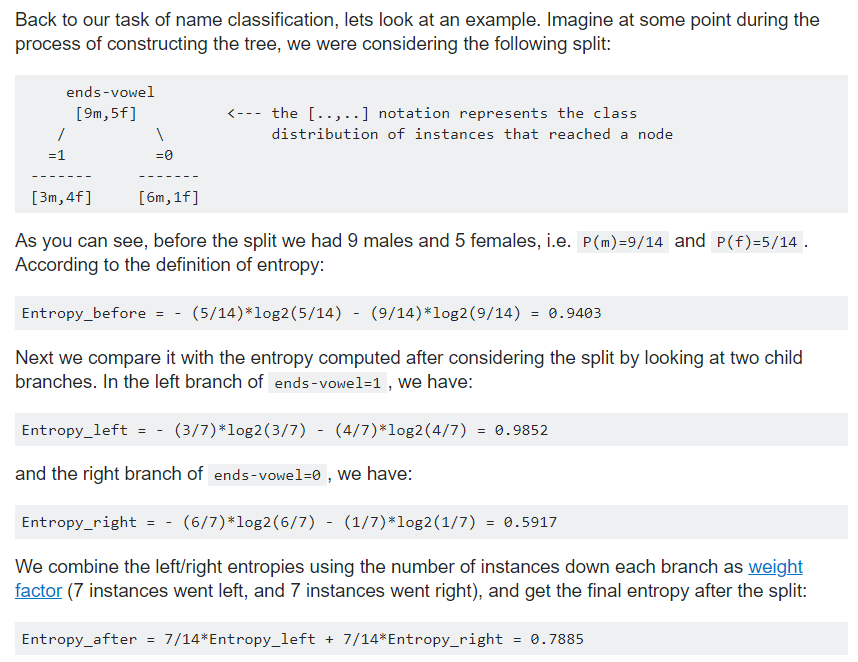 Back to our task of name classification, lets look at an example. Imagine at some point during the
process of constructing the tree, we were considering the following split:
ends-vowel
[9m,5f] <--- the [..,..] notation represents the class
/ \ distribution of instances that reached a node
=1 =0
------- -------
[3m,4f] [6m,1f]
As you can see, before the split we had 9 males and 5 females, i.e. P(m)=9/14 and P(f)=5/14 .
According to the definition of entropy:
Entropy_before = - (5/14)*log2(5/14) - (9/14)*log2(9/14) = 0.9403
Next we compare it with the entropy computed after considering the split by looking at two child
branches. In the left branch of ends-vowel=1 , we have:
Entropy_left = - (3/7)*log2(3/7) - (4/7)*log2(4/7) = 0.9852
and the right branch of ends-vowel=0 , we have:
Entropy_right = - (6/7)*log2(6/7) - (1/7)*log2(1/7) = 0.5917
We combine the left/right entropies using the number of instances down each branch as weight
factor (7 instances went left, and 7 instances went right), and get the final entropy after the split:
Entropy_after = 7/14*Entropy_left + 7/14*Entropy_right = 0.7885